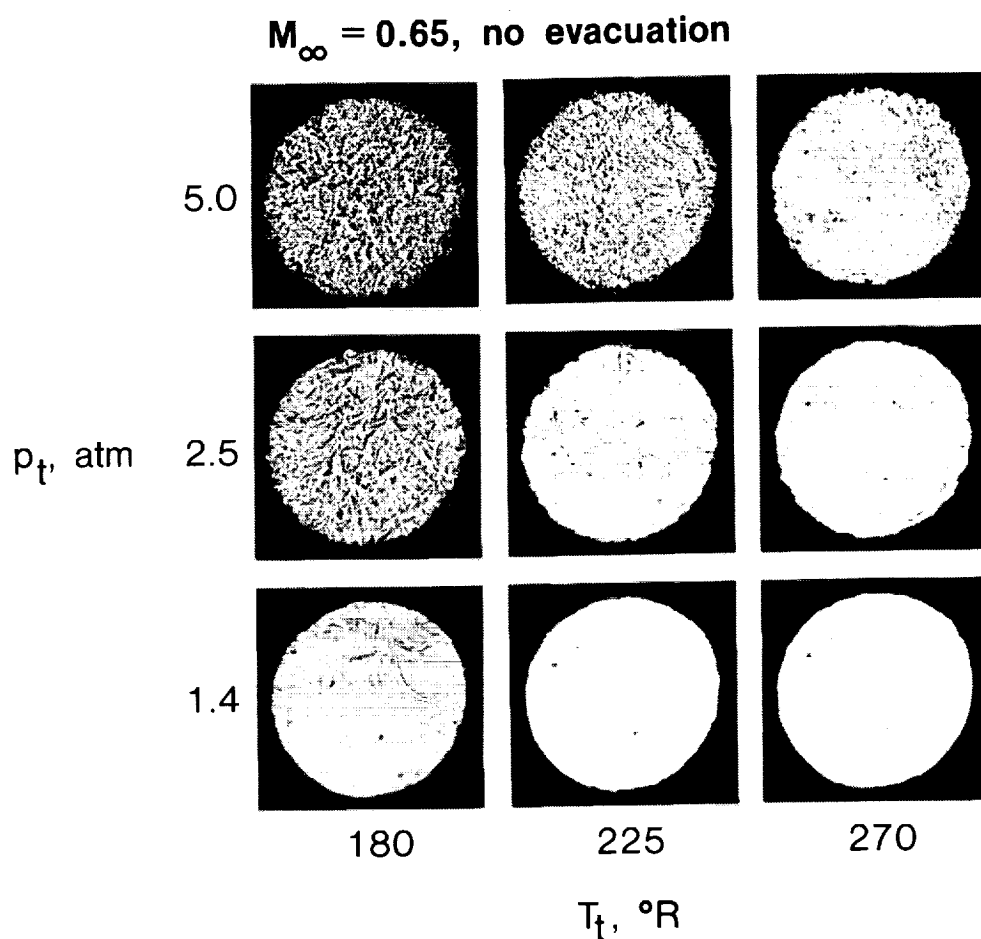 M∞ = 0.65, no evacuation
5.0
pt, atm 2.5
1.4
180 225 270
Tt, °R